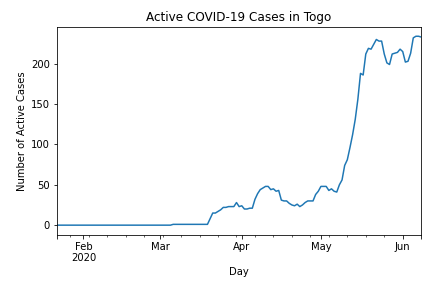 Active COVID-19 Cases in Togo
Number of Active Cases
200
150
100
50
0
Feb
2020
Mar
Apr
May
Jun
Day